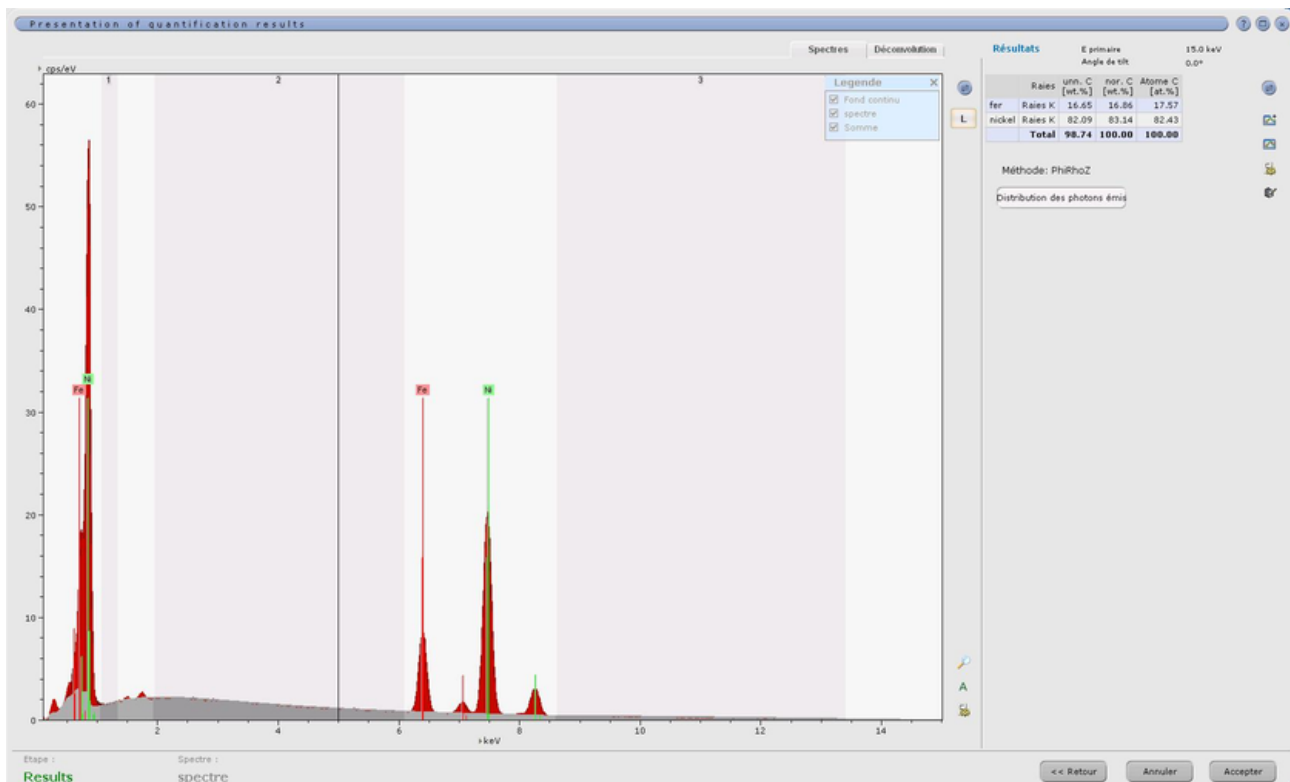 Presentation of quantification results
Spectres Déconvolution
cps/eV
1 2 3
60
50
40
30
20
10
0
Legende
Fond continu
spectre
Somme
L
Fe Ni Fe Ni
2 4 6 8 10 12 14
keV
A
Résultats E primaire 15.0 keV
Angle de tilt 0.0°
Raies unn. C nor. C Atome C
[wt.%] [wt.%] [at.%]
fer Raies K 16.65 16.86 17.57
nickel Raies K 82.09 83.14 82.43
Total 98.74 100.00 100.00
Méthode: PhiRhoZ
Distribution des photons émis
Etape : Spectre :
Results spectre
<< Retour Annuler Accepter